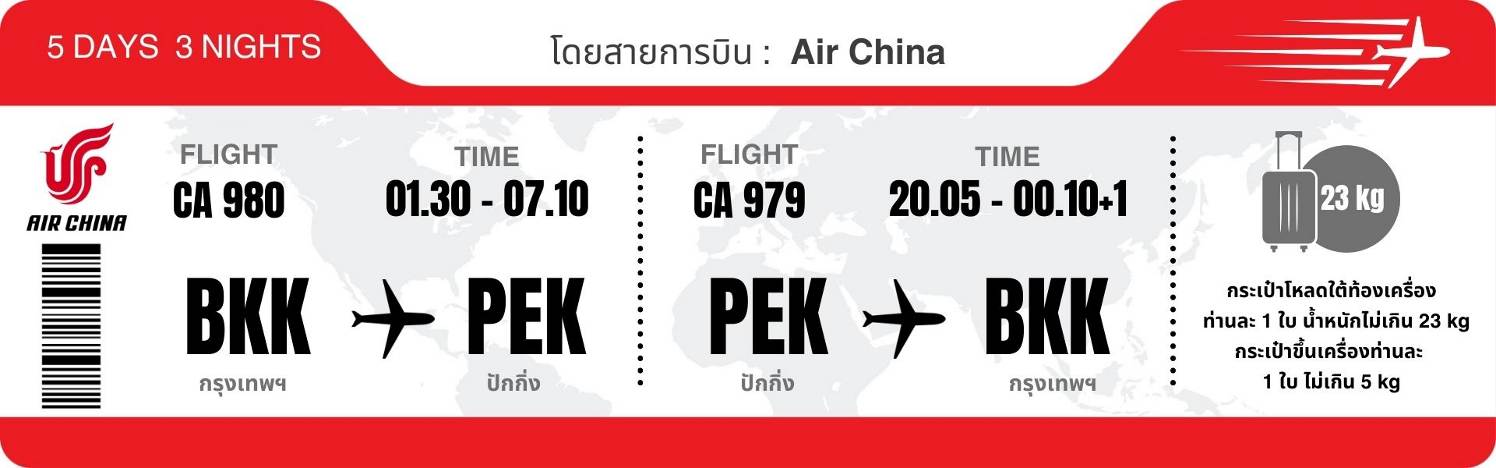 5 DAYS 3 NIGHTS
โดยสายการบิน : Air China
AIR CHINA
FLIGHT
CA 980
TIME
01.30 - 07.10
BKK
กรุงเทพฯ
PEK
ปักกิ่ง
FLIGHT
CA 979
TIME
20.05 - 00.10+1
PEK
ปักกิ่ง
BKK
กรุงเทพฯ
23 kg
กระเป๋าโหลดใต้ท้องเครื่อง
ท่านละ 1 ใบ น้ำหนักไม่เกิน 23 kg
กระเป๋าขึ้นเครื่องท่านละ
1 ใบ ไม่เกิน 5 kg